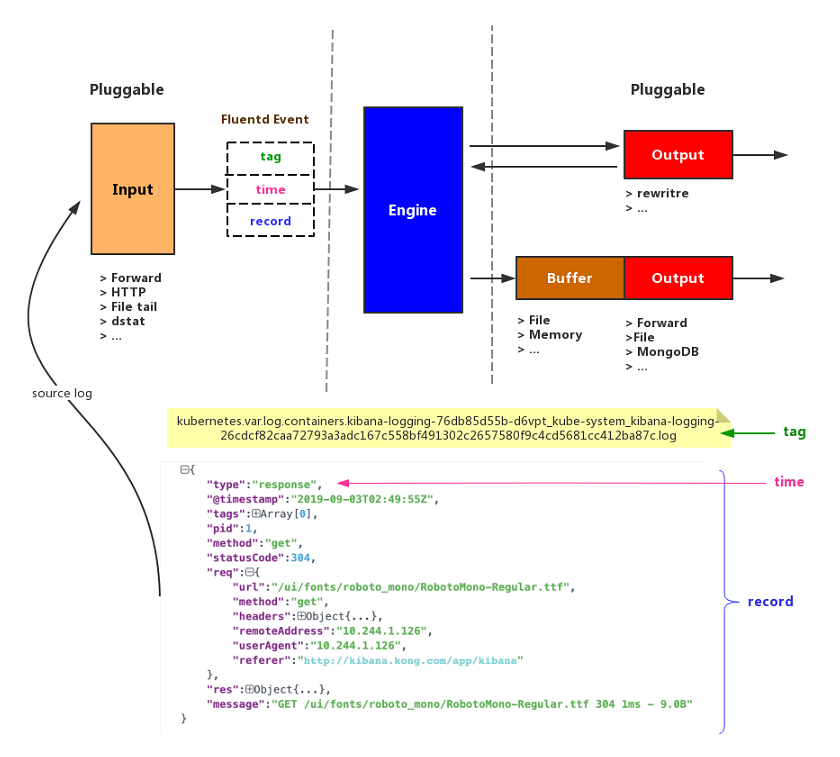 Pluggable
Pluggable
Fluentd Event
Input
tag
time
record
Engine
Output
> rewritre
> ...
Buffer
Output
> Forward
> HTTP
> File tail
> dstat
> ...
> File
> Memory
> ...
> Forward
>File
> MongoDB
> ...
source log
kubernetes.var.log.containers.kibana-logging-76db85d55b-d6vpt_kube-system_kibana-logging-
26cdcf82caa72793a3adc167c558bf491302c2657580f9c4cd5681cc412ba87c.log
tag
{
"type":"response",
time
"@timestamp":"2019-09-03T02:49:55Z",
"tags":Array[0],
"pid":1,
"method":"get",
"statusCode":304,
"req":{
"url":"/ui/fonts/roboto_mono/RobotoMono-Regular.ttf",
"method":"get",
record
"headers":Object{...},
"remoteAddress":"10.244.1.126",
"userAgent":"10.244.1.126",
"referer":"http://kibana.kong.com/app/kibana"
},
"res":Object{...},
"message":"GET /ui/fonts/roboto_mono/RobotoMono-Regular.ttf 304 1ms - 9.0B"
}